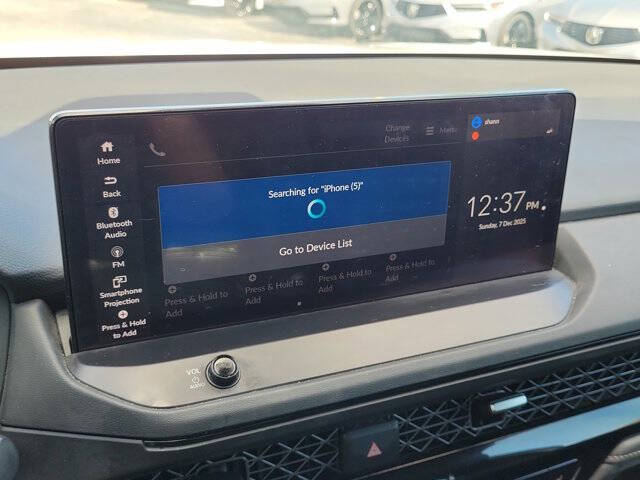 Home
Back
Bluetooth
Audio
FM
Smartphone
Projection
Press & Hold
to Add
Change
Devices
Menu
Searching for "iPhone (5)"
Go to Device List
Press & Hold to
Add
Press & Hold to
Add
Press & Hold to
Add
Press & Hold to
Add
shann
12:37 PM
Sunday, 7 Dec 2025
VOL
AUDIO